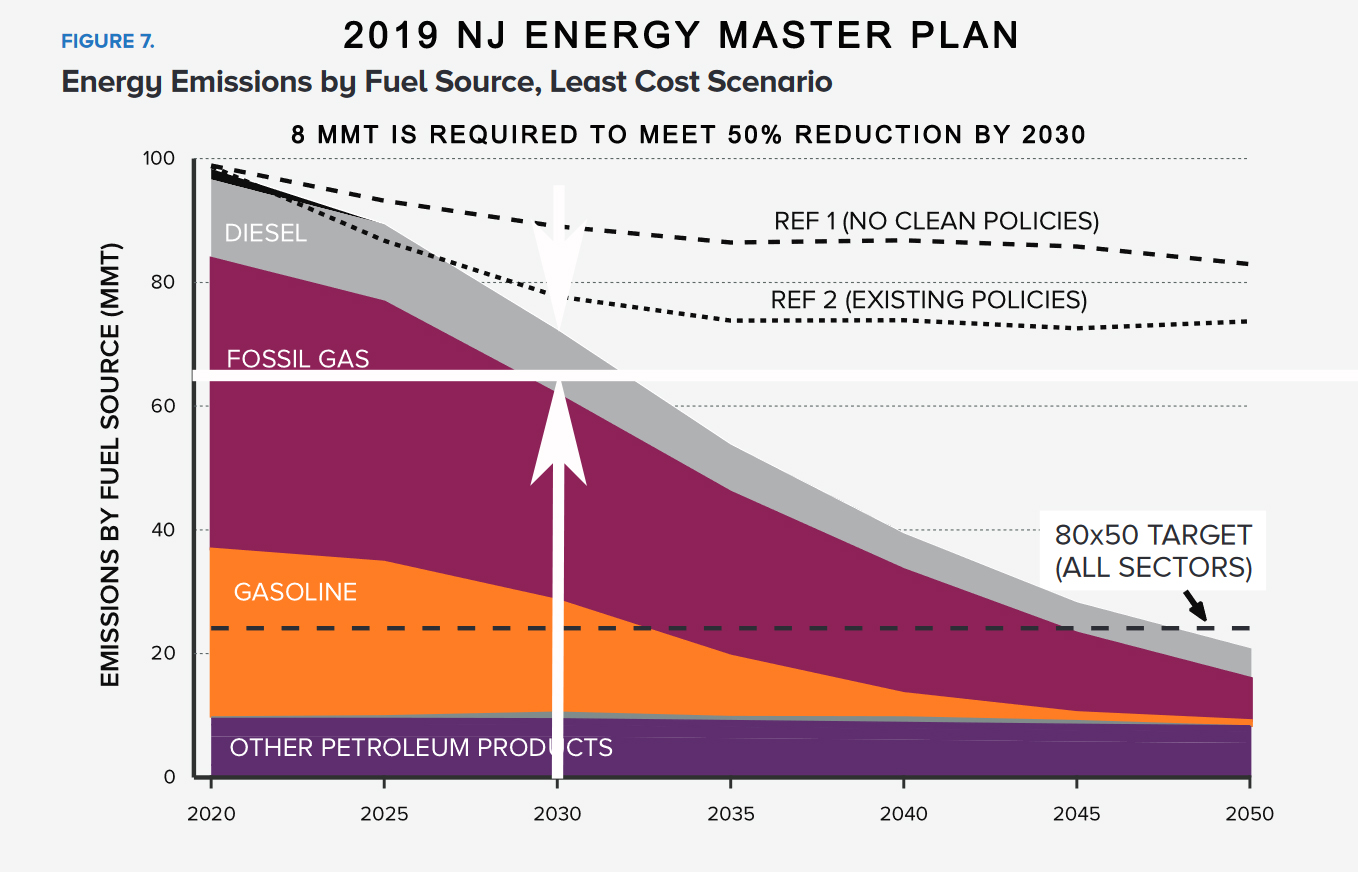 2019 NJ ENERGY MASTER PLAN
FIGURE 7.
Energy Emissions by Fuel Source, Least Cost Scenario
8 MMT IS REQUIRED TO MEET 50% REDUCTION BY 2030
EMISSIONS BY FUEL SOURCE (MMT)
100
80
60
40
20
0
DIESEL
FOSSIL GAS
GASOLINE
OTHER PETROLEUM PRODUCTS
REF 1 (NO CLEAN POLICIES)
REF 2 (EXISTING POLICIES)
80x50 TARGET
(ALL SECTORS)
2020 2025 2030 2035 2040 2045 2050